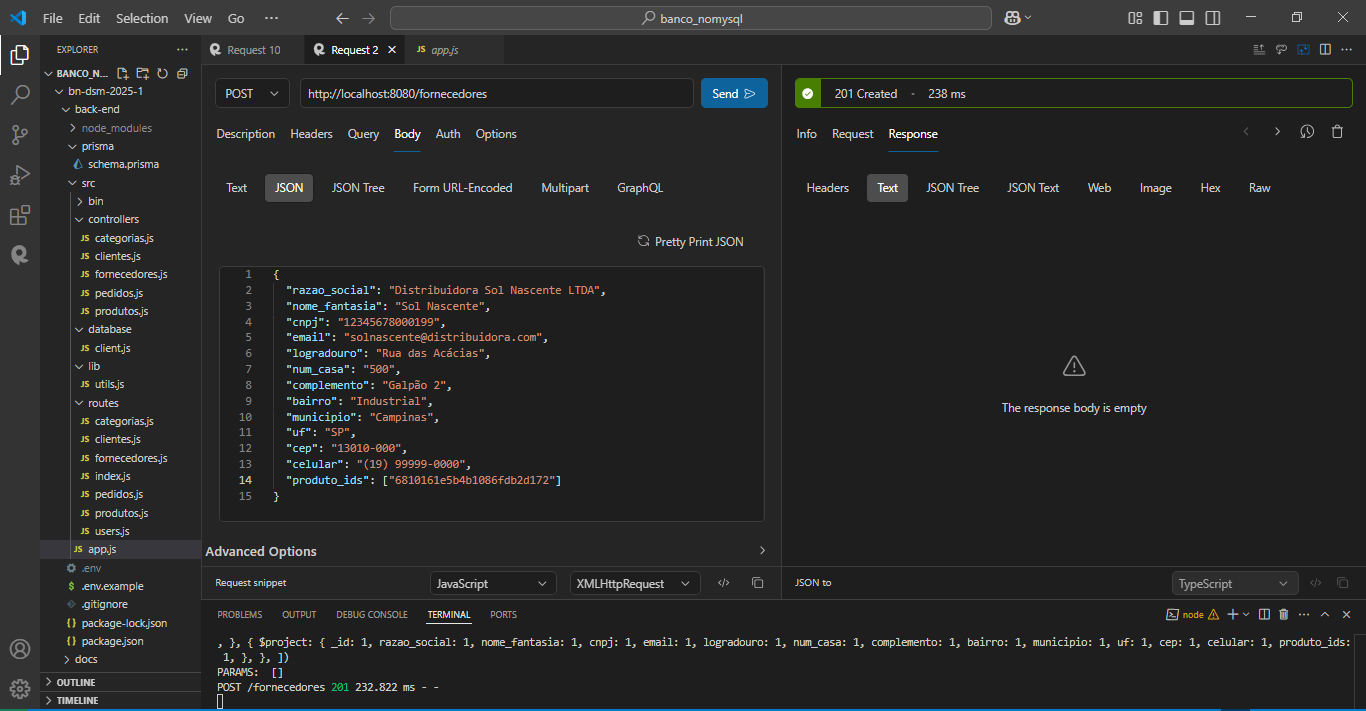 File Edit Selection View Go ··· banco_nomysql
EXPLORER ···
BANCO_N...
bn-dsm-2025-1
back-end
node_modules
prisma
schema.prisma
src
bin
controllers
JS categorias.js
JS clientes.js
JS fornecedores.js
JS pedidos.js
JS produtos.js
database
JS client.js
lib
JS utils.js
routes
JS categorias.js
JS clientes.js
JS fornecedores.js
JS index.js
JS pedidos.js
JS produtos.js
JS users.js
JS app.js
.env
$ .env.example
.gitignore
{} package-lock.json
{} package.json
docs
OUTLINE
TIMELINE
Request 10 Request 2 JS app.js
POST http://localhost:8080/fornecedores Send
Description Headers Query Body Auth Options
Text JSON JSON Tree Form URL-Encoded Multipart GraphQL
Pretty Print JSON
1 {
2 "razao_social": "Distribuidora Sol Nascente LTDA",
3 "nome_fantasia": "Sol Nascente",
4 "cnpj": "12345678000199",
5 "email": "solnascente@distribuidora.com",
6 "logradouro": "Rua das Acácias",
7 "num_casa": "500",
8 "complemento": "Galpão 2",
9 "bairro": "Industrial",
10 "municipio": "Campinas",
11 "uf": "SP",
12 "cep": "13010-000",
13 "celular": "(19) 99999-0000",
14 "produto_ids": ["6810161e5b4b1086fdb2d172"]
15 }
Advanced Options
Request snippet JavaScript XMLHttpRequest </>
201 Created - 238 ms
Info Request Response
Headers Text JSON Tree JSON Text Web Image Hex Raw
The response body is empty
JSON to TypeScript </>
PROBLEMS OUTPUT DEBUG CONSOLE TERMINAL PORTS node
, }, { $project: { _id: 1, razao_social: 1, nome_fantasia: 1, cnpj: 1, email: 1, logradouro: 1, num_casa: 1, complemento: 1, bairro: 1, municipio: 1, uf: 1, cep: 1, celular: 1, produto_ids:
1, }, }, ])
PARAMS: []
POST /fornecedores 201 232.822 ms - -